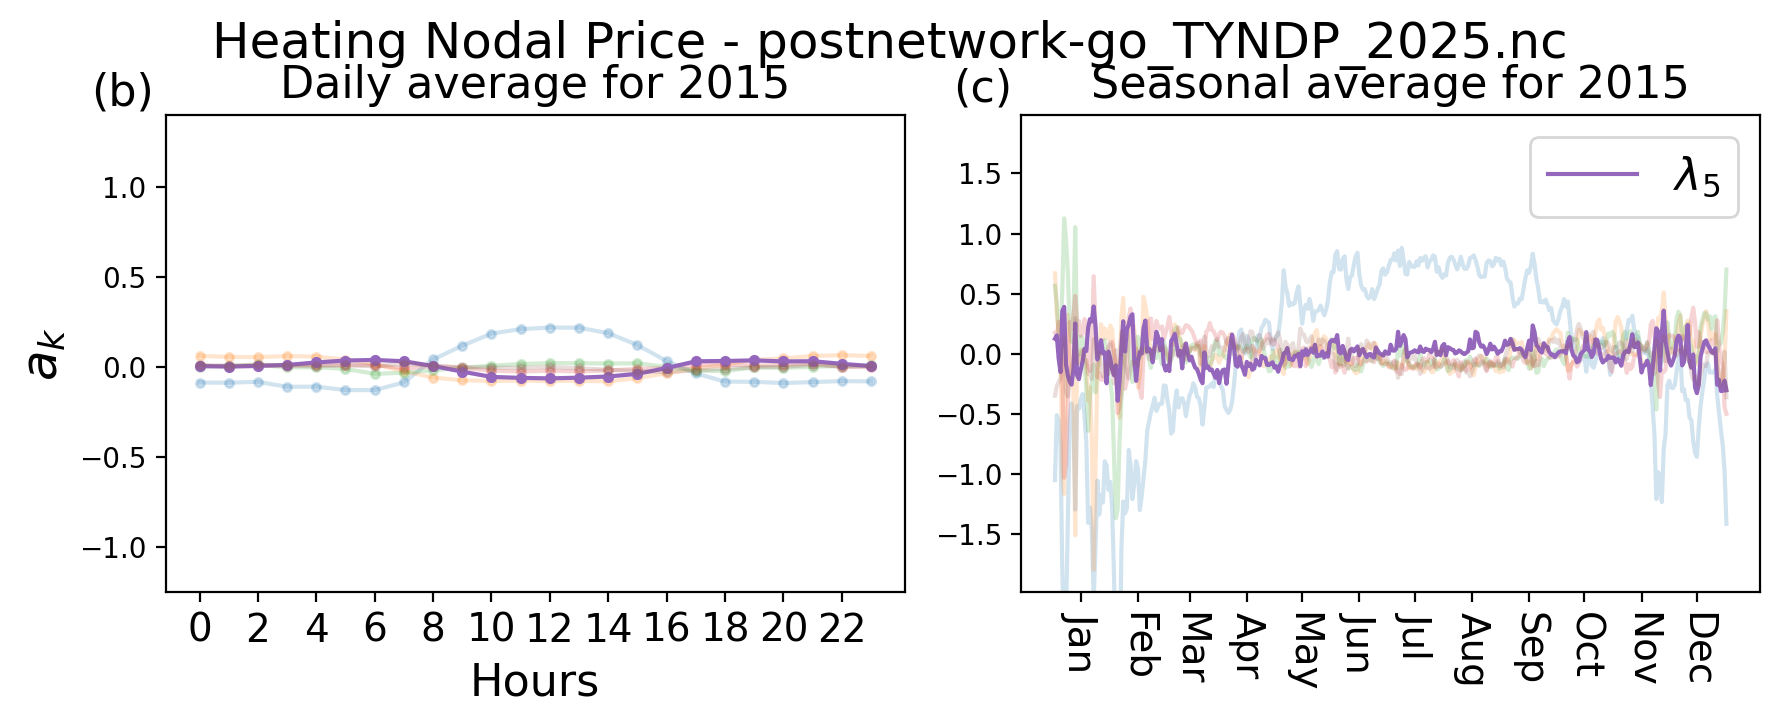 Heating Nodal Price - postnetwork-go_TYNDP_2025.nc
(b) Daily average for 2015
1.0
0.5
0.0
−0.5
−1.0
a_k
0 2 4 6 8 10 12 14 16 18 20 22
Hours
(c) Seasonal average for 2015
1.5
1.0
0.5
0.0
−0.5
−1.0
−1.5
λ₅
Jan Feb Mar Apr May Jun Jul Aug Sep Oct Nov Dec